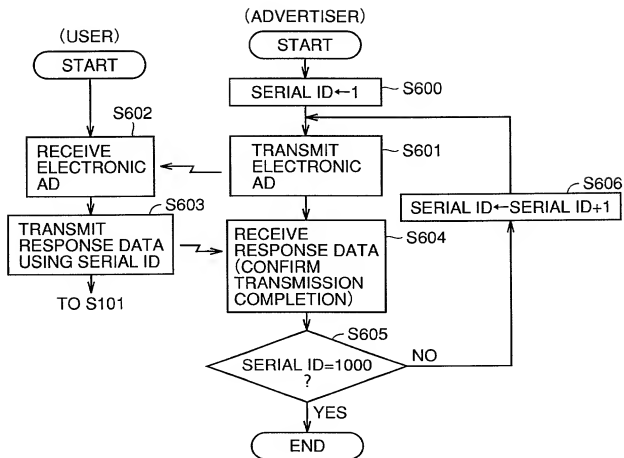 (USER)
START
S602
RECEIVE
ELECTRONIC
AD
S603
TRANSMIT
RESPONSE DATA
USING SERIAL ID
TO S101
(ADVERTISER)
START
SERIAL ID←1
S600
TRANSMIT
ELECTRONIC
AD
S601
RECEIVE
RESPONSE DATA
(CONFIRM
TRANSMISSION
COMPLETION)
S604
S605
SERIAL ID=1000
?
NO
YES
END
S606
SERIAL ID←SERIAL ID+1